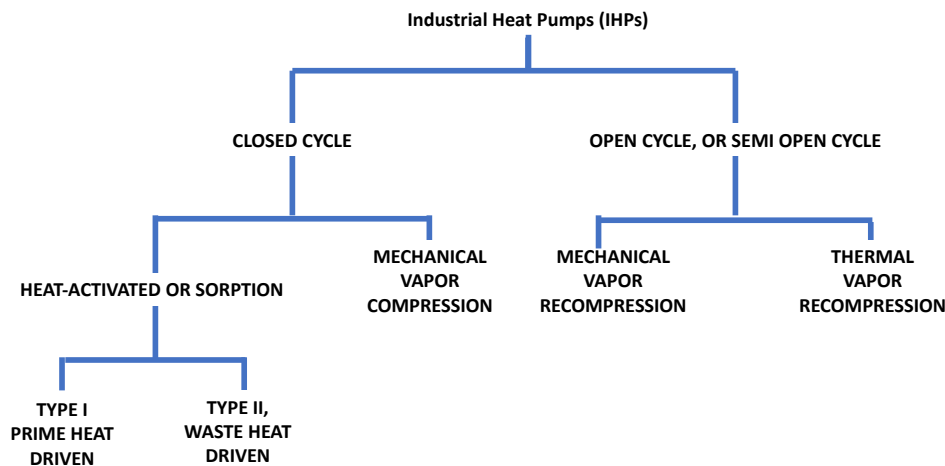 Industrial Heat Pumps (IHPs)
CLOSED CYCLE
OPEN CYCLE, OR SEMI OPEN CYCLE
HEAT-ACTIVATED OR SORPTION
MECHANICAL
VAPOR
COMPRESSION
MECHANICAL
VAPOR
RECOMPRESSION
THERMAL
VAPOR
RECOMPRESSION
TYPE I
PRIME HEAT
DRIVEN
TYPE II,
WASTE HEAT
DRIVEN